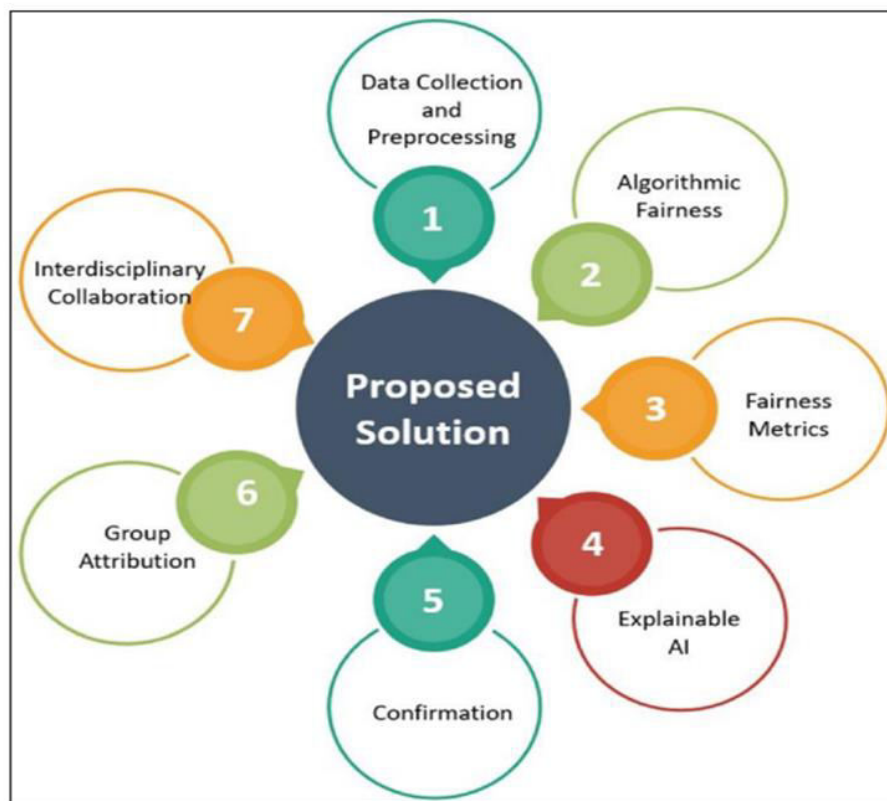 Data Collection
and
Preprocessing
1
Algorithmic
Fairness
2
Fairness
Metrics
3
Explainable
AI
4
Confirmation
5
Group
Attribution
6
Interdisciplinary
Collaboration
7
Proposed
Solution